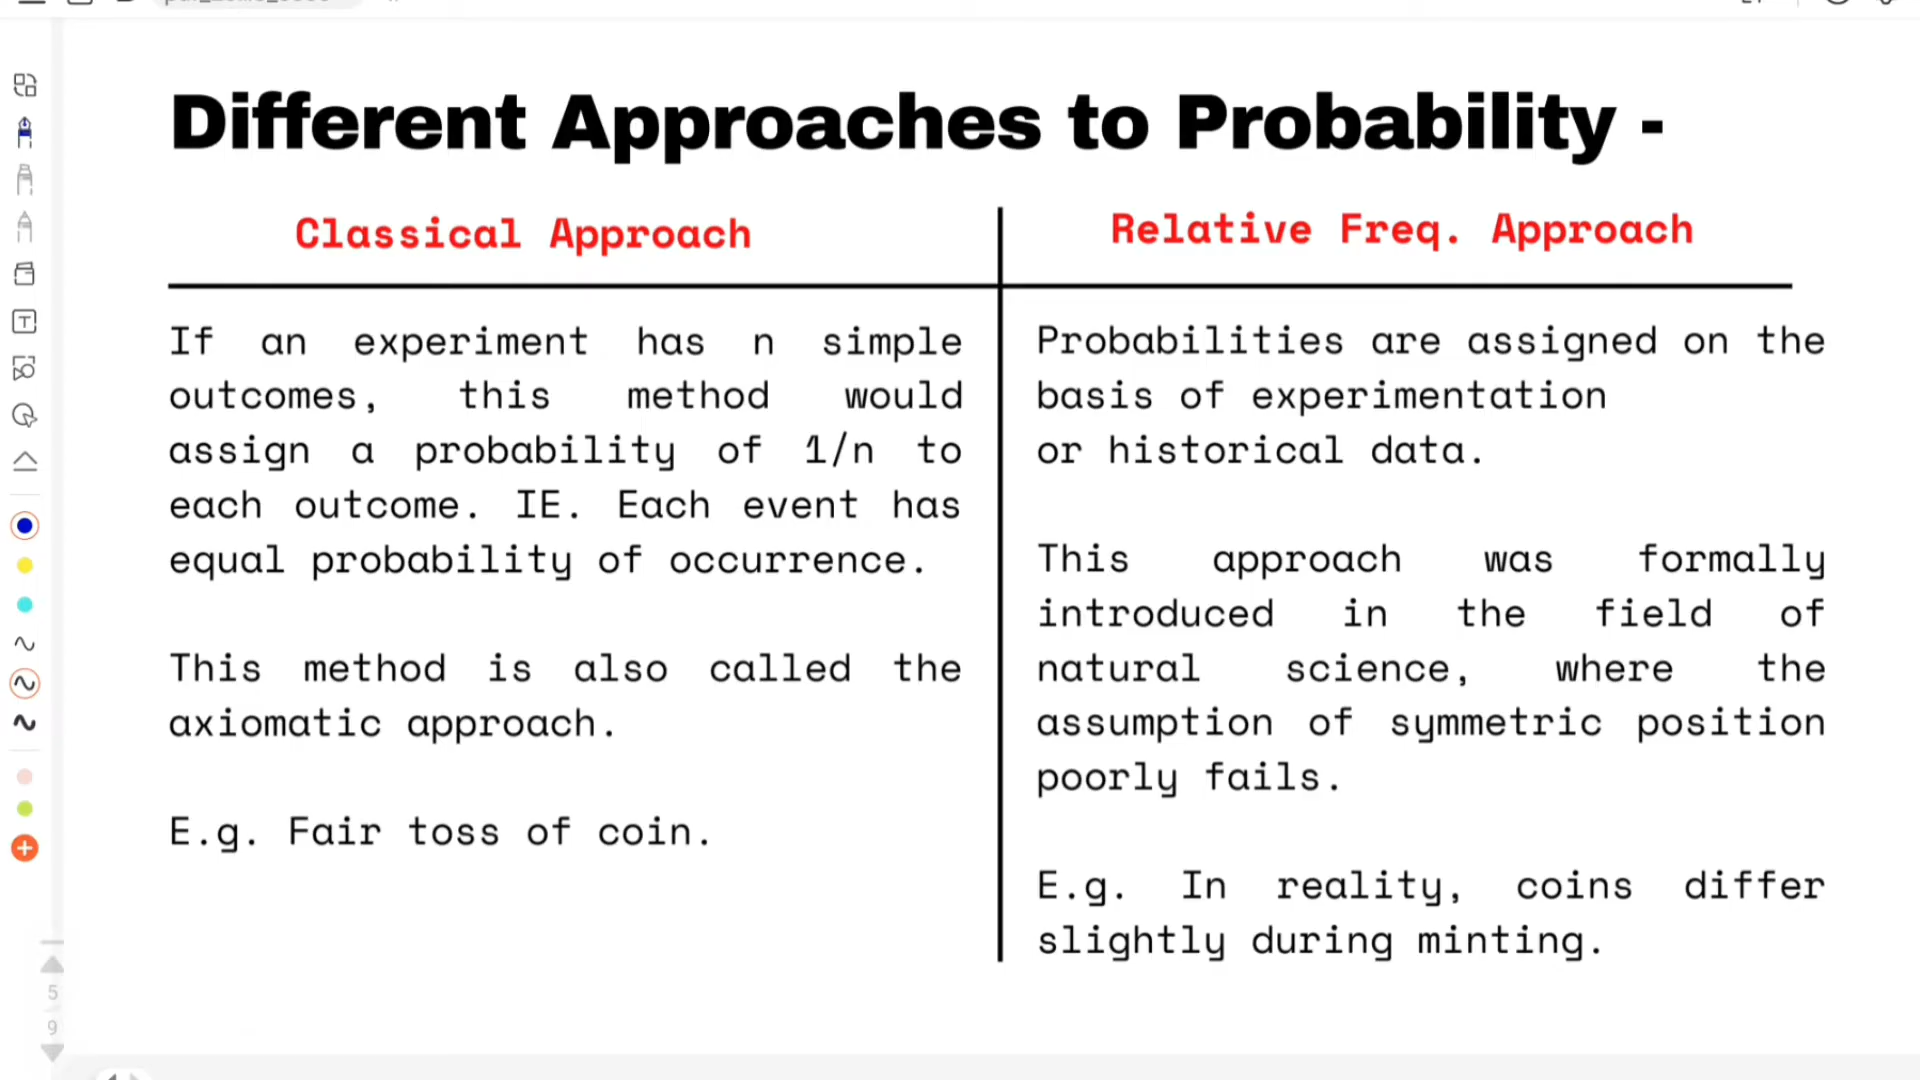 Different Approaches to Probability -
Classical Approach
If an experiment has n simple
outcomes, this method would
assign a probability of 1/n to
each outcome. IE. Each event has
equal probability of occurrence.
This method is also called the
axiomatic approach.
E.g. Fair toss of coin.
Relative Freq. Approach
Probabilities are assigned on the
basis of experimentation
or historical data.
This approach was formally
introduced in the field of
natural science, where the
assumption of symmetric position
poorly fails.
E.g. In reality, coins differ
slightly during minting.
5
9